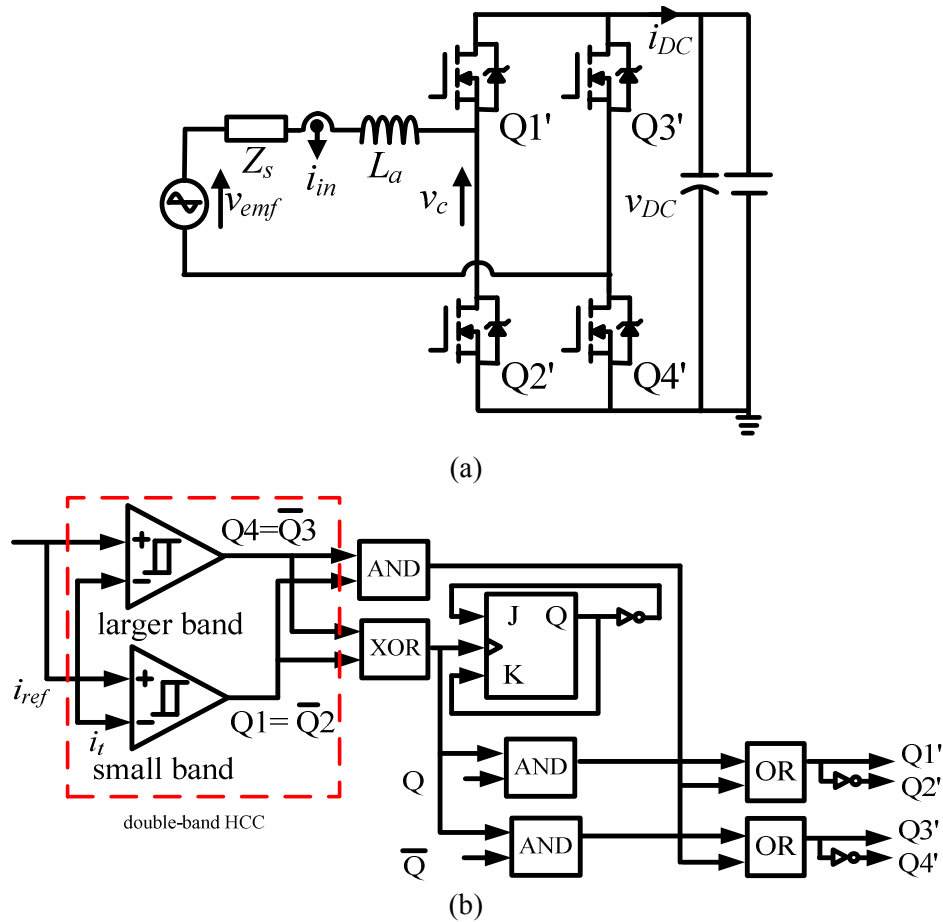 i_DC
Q1' Q3'
Z_s i_in L_a
v_emf v_c v_DC
Q2' Q4'
(a)
Q4=Q̅3
+
−
larger band
AND
J Q
K
XOR
+
−
i_ref
i_t
Q1=Q̅2
small band
double-band HCC
Q
AND
OR
Q1'
Q2'
Q̅
AND
OR
Q3'
Q4'
(b)